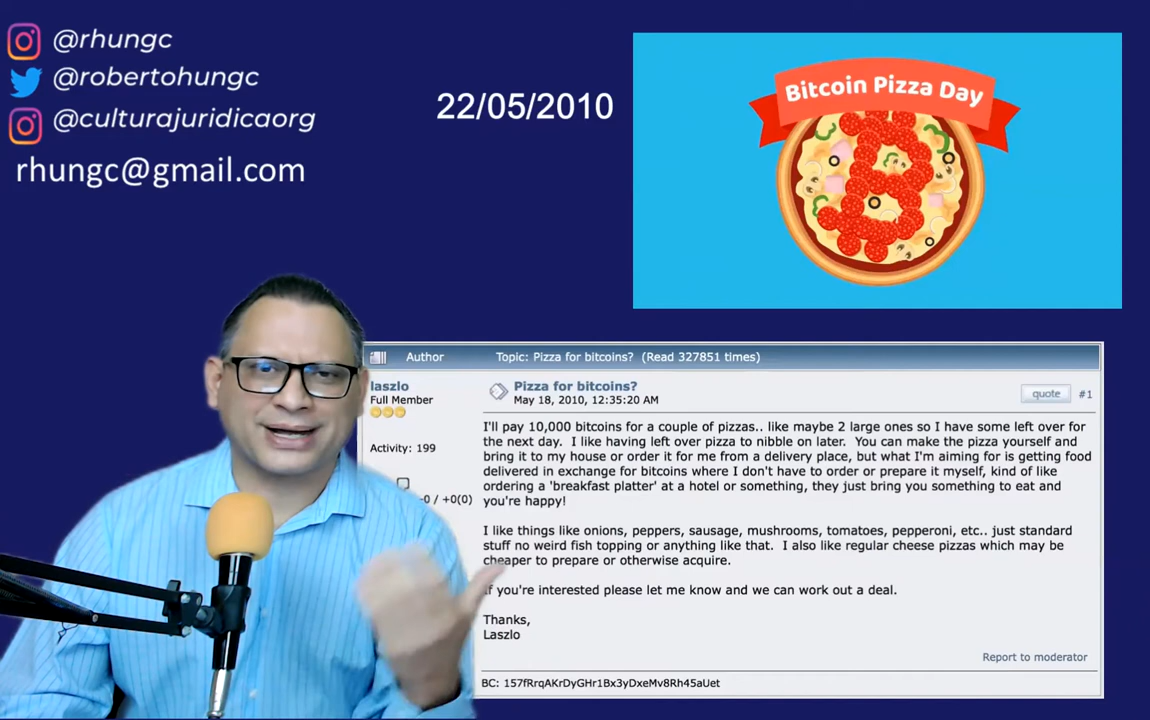 @rhungc
@robertohungc
@culturajuridicaorg
rhungc@gmail.com
22/05/2010
Bitcoin Pizza Day
Author
Topic: Pizza for bitcoins? (Read 327851 times)
laszlo
Full Member
Activity: 199
-0 / +0(0)
Pizza for bitcoins?
May 18, 2010, 12:35:20 AM
quote
#1
I'll pay 10,000 bitcoins for a couple of pizzas.. like maybe 2 large ones so I have some left over for
the next day. I like having left over pizza to nibble on later. You can make the pizza yourself and
bring it to my house or order it for me from a delivery place, but what I'm aiming for is getting food
delivered in exchange for bitcoins where I don't have to order or prepare it myself, kind of like
ordering a 'breakfast platter' at a hotel or something, they just bring you something to eat and
you're happy!
I like things like onions, peppers, sausage, mushrooms, tomatoes, pepperoni, etc.. just standard
stuff no weird fish topping or anything like that. I also like regular cheese pizzas which may be
cheaper to prepare or otherwise acquire.
If you're interested please let me know and we can work out a deal.
Thanks,
Laszlo
Report to moderator
BC: 157fRrqAKrDyGHr1Bx3yDxeMv8Rh45aUet